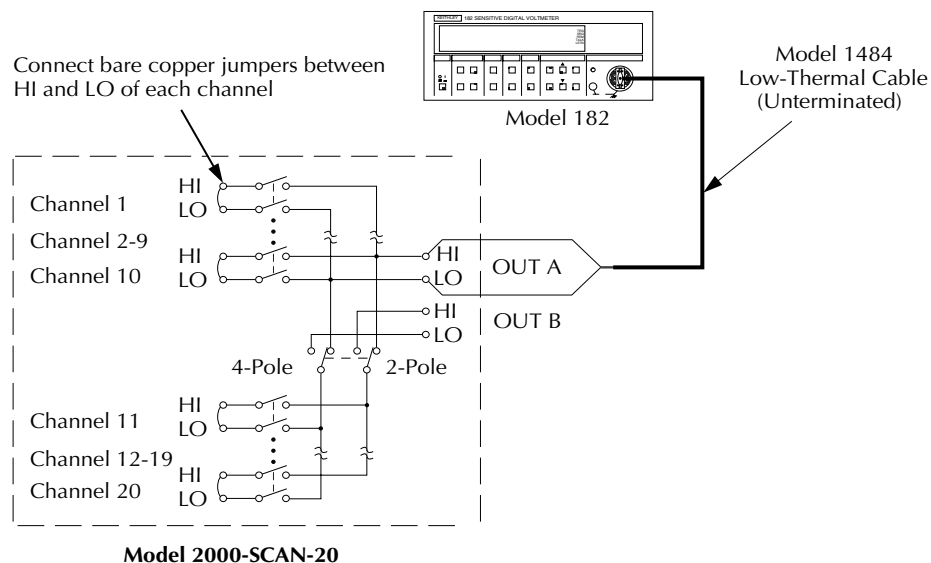 KEITHLEY 182 SENSITIVE DIGITAL VOLTMETER
Connect bare copper jumpers between
HI and LO of each channel
Model 182
Model 1484
Low-Thermal Cable
(Unterminated)
Channel 1
HI
LO
Channel 2-9
Channel 10
HI
LO
HI
LO
OUT A
HI
LO
OUT B
4-Pole
2-Pole
Channel 11
HI
LO
Channel 12-19
Channel 20
HI
LO
Model 2000-SCAN-20